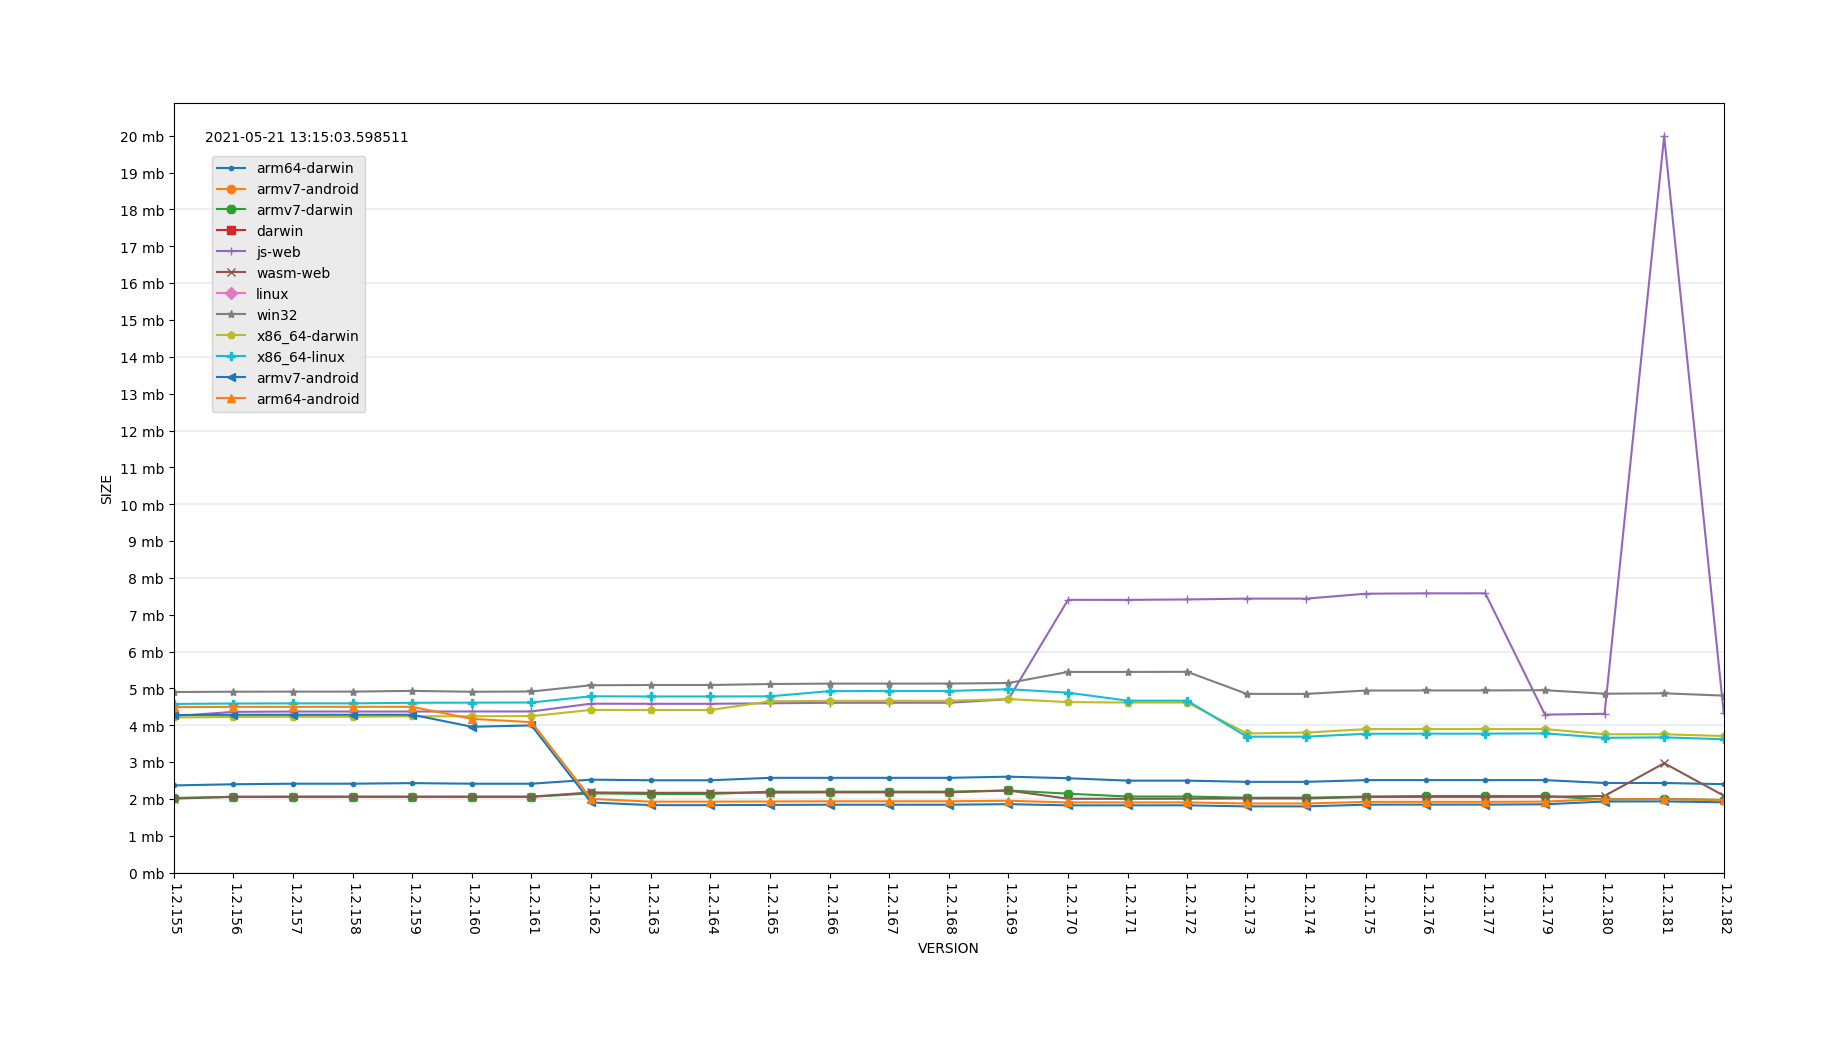 2021-05-21 13:15:03.598511
arm64-darwin
armv7-android
armv7-darwin
darwin
js-web
wasm-web
linux
win32
x86_64-darwin
x86_64-linux
armv7-android
arm64-android
20 mb
19 mb
18 mb
17 mb
16 mb
15 mb
14 mb
13 mb
12 mb
11 mb
10 mb
9 mb
8 mb
7 mb
6 mb
5 mb
4 mb
3 mb
2 mb
1 mb
0 mb
SIZE
1.2.155
1.2.156
1.2.157
1.2.158
1.2.159
1.2.160
1.2.161
1.2.162
1.2.163
1.2.164
1.2.165
1.2.166
1.2.167
1.2.168
1.2.169
1.2.170
1.2.171
1.2.172
1.2.173
1.2.174
1.2.175
1.2.176
1.2.177
1.2.179
1.2.180
1.2.181
1.2.182
VERSION